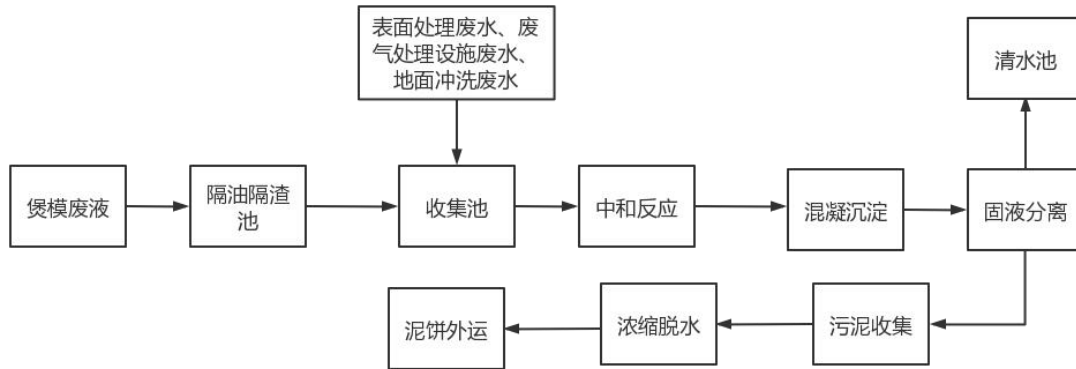 表面处理废水、废
气处理设施废水、
地面冲洗废水
清水池
煲模废液
隔油隔渣
池
收集池
中和反应
混凝沉淀
固液分离
泥饼外运
浓缩脱水
污泥收集